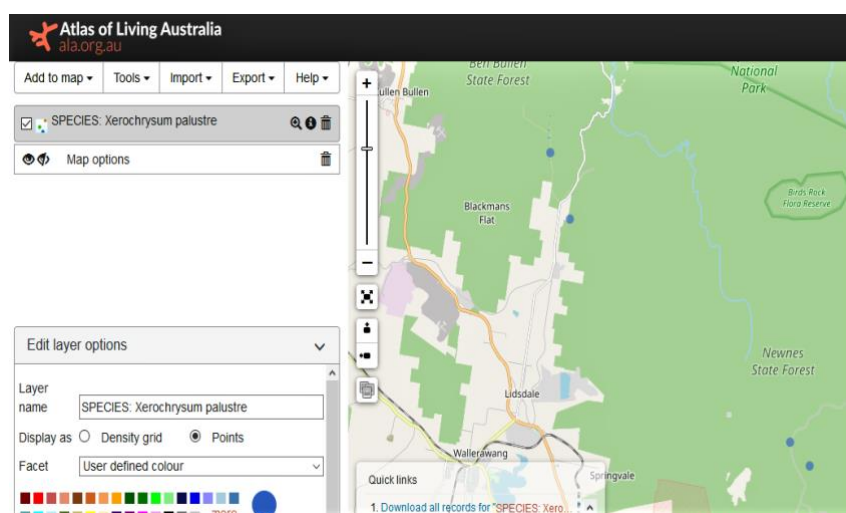 Atlas of Living Australia
ala.org.au
Add to map
Tools
Import
Export
Help
SPECIES: Xerochrysum palustre
Map options
Edit layer options
Layer
name
SPECIES: Xerochrysum palustre
Display as
Density grid
Points
Facet
User defined colour
more
Ben Bullen
State Forest
ullen Bullen
National
Park
Birds Rock
Flora Reserve
Blackmans
Flat
Newnes
State Forest
Lidsdale
Wallerawang
Springvale
Quick links
1. Download all records for "SPECIES: Xero...